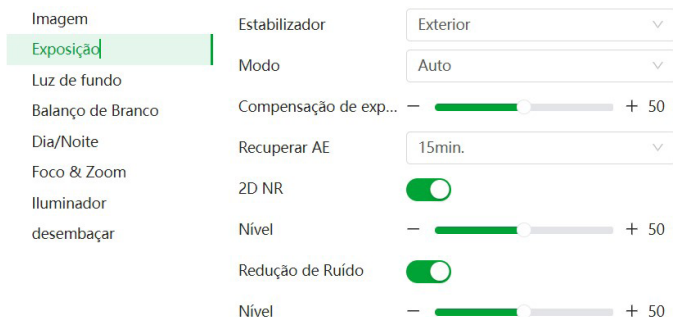 Imagem
Exposição
Luz de fundo
Balanço de Branco
Dia/Noite
Foco & Zoom
Iluminador
desembaçar
Estabilizador Exterior
Modo Auto
Compensação de exp... − + 50
Recuperar AE 15min.
2D NR
Nível − + 50
Redução de Ruído
Nível − + 50